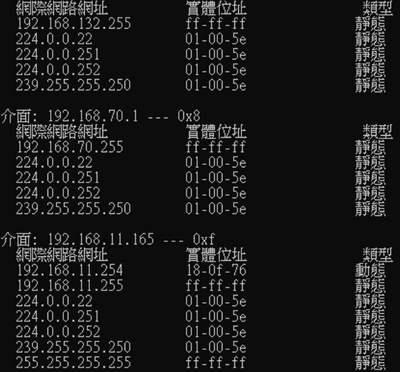 網際網路網址 實體位址 類型
192.168.132.255 ff-ff-ff 靜態
224.0.0.22 01-00-5e 靜態
224.0.0.251 01-00-5e 靜態
224.0.0.252 01-00-5e 靜態
239.255.255.250 01-00-5e 靜態
介面: 192.168.70.1 --- 0x8
網際網路網址 實體位址 類型
192.168.70.255 ff-ff-ff 靜態
224.0.0.22 01-00-5e 靜態
224.0.0.251 01-00-5e 靜態
224.0.0.252 01-00-5e 靜態
239.255.255.250 01-00-5e 靜態
介面: 192.168.11.165 --- 0xf
網際網路網址 實體位址 類型
192.168.11.254 18-0f-76 動態
192.168.11.255 ff-ff-ff 靜態
224.0.0.22 01-00-5e 靜態
224.0.0.251 01-00-5e 靜態
224.0.0.252 01-00-5e 靜態
239.255.255.250 01-00-5e 靜態
255.255.255.255 ff-ff-ff 靜態